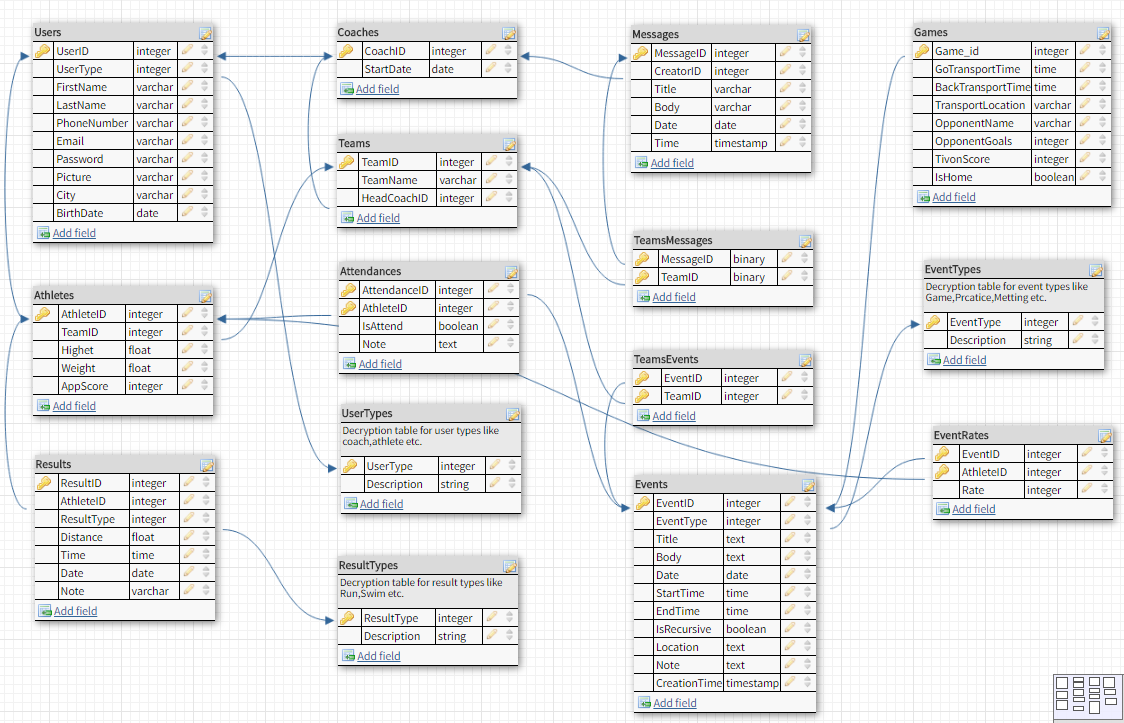 Users
UserID integer
UserType integer
FirstName varchar
LastName varchar
PhoneNumber varchar
Email varchar
Password varchar
Picture varchar
City varchar
BirthDate date
Add field
Athletes
AthleteID integer
TeamID integer
Highet float
Weight float
AppScore integer
Add field
Results
ResultID integer
AthleteID integer
ResultType integer
Distance float
Time time
Date date
Note varchar
Add field
Coaches
CoachID integer
StartDate date
Add field
Teams
TeamID integer
TeamName varchar
HeadCoachID integer
Add field
Attendances
AttendanceID integer
AthleteID integer
IsAttend boolean
Note text
Add field
UserTypes
Decryption table for user types like
coach,athlete etc.
UserType integer
Description string
Add field
ResultTypes
Decryption table for result types like
Run,Swim etc.
ResultType integer
Description string
Add field
Messages
MessageID integer
CreatorID integer
Title varchar
Body varchar
Date date
Time timestamp
Add field
TeamsMessages
MessageID binary
TeamID binary
Add field
TeamsEvents
EventID integer
TeamID integer
Add field
Events
EventID integer
EventType integer
Title text
Body text
Date date
StartTime time
EndTime time
IsRecursive boolean
Location text
Note text
CreationTime timestamp
Add field
Games
Game_id integer
GoTransportTime time
BackTransportTime time
TransportLocation varchar
OpponentName varchar
OpponentGoals integer
TivonScore integer
IsHome boolean
Add field
EventTypes
Decryption table for event types like
Game,Prcatice,Metting etc.
EventType integer
Description string
Add field
EventRates
EventID integer
AthleteID integer
Rate integer
Add field